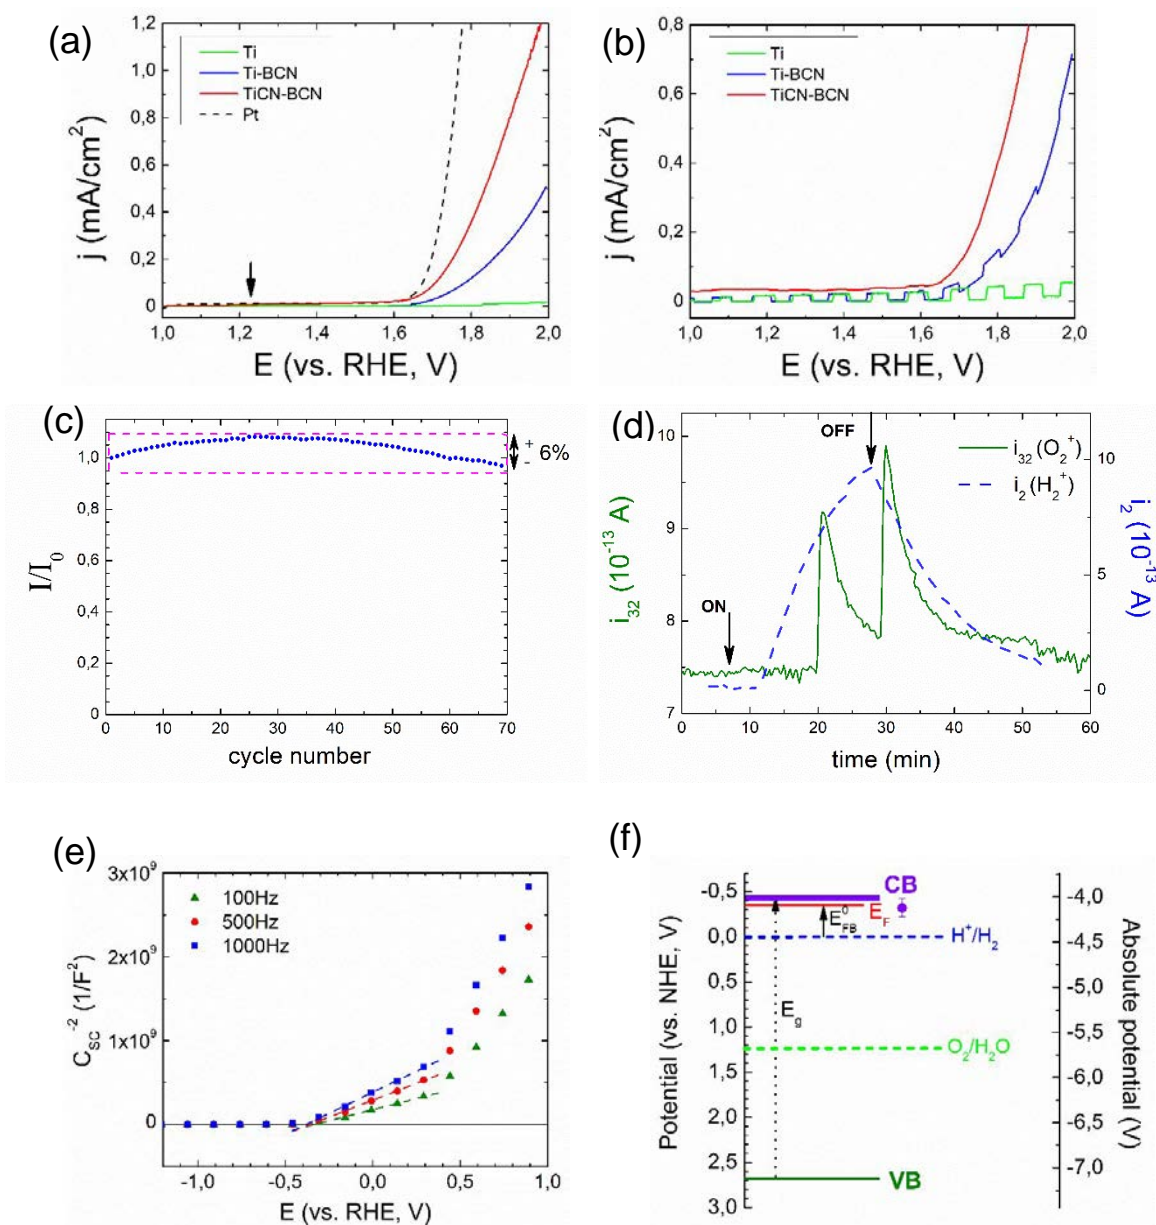 (a)
1,2
1,0
0,8
0,6
0,4
0,2
0
j (mA/cm²)
Ti
Ti-BCN
TiCN-BCN
Pt
1,0 1,2 1,4 1,6 1,8 2,0
E (vs. RHE, V)
(b)
0,8
0,6
0,4
0,2
0
j (mA/cm²)
Ti
Ti-BCN
TiCN-BCN
1,0 1,2 1,4 1,6 1,8 2,0
E (vs. RHE, V)
(c)
1,0
0,8
0,6
0,4
0,2
0
I/I₀
+
- 6%
0 10 20 30 40 50 60 70
cycle number
(d)
10
9
8
7
i₃₂ (10⁻¹³ A)
ON
OFF
i₃₂(O₂⁺)
i₂(H₂⁺)
10
5
0
i₂ (10⁻¹³ A)
0 10 20 30 40 50 60
time (min)
(e)
3x10⁹
2x10⁹
1x10⁹
0
C_SC⁻² (1/F²)
100Hz
500Hz
1000Hz
-1,0 -0,5 0,0 0,5 1,0
E (vs. RHE, V)
(f)
-0,5
0,0
0,5
1,0
1,5
2,0
2,5
3,0
Potential (vs. NHE, V)
CB
E_F
E⁰_FB
H⁺/H₂
E_g
O₂/H₂O
VB
-4,0
-4,5
-5,0
-5,5
-6,0
-6,5
-7,0
Absolute potential (V)